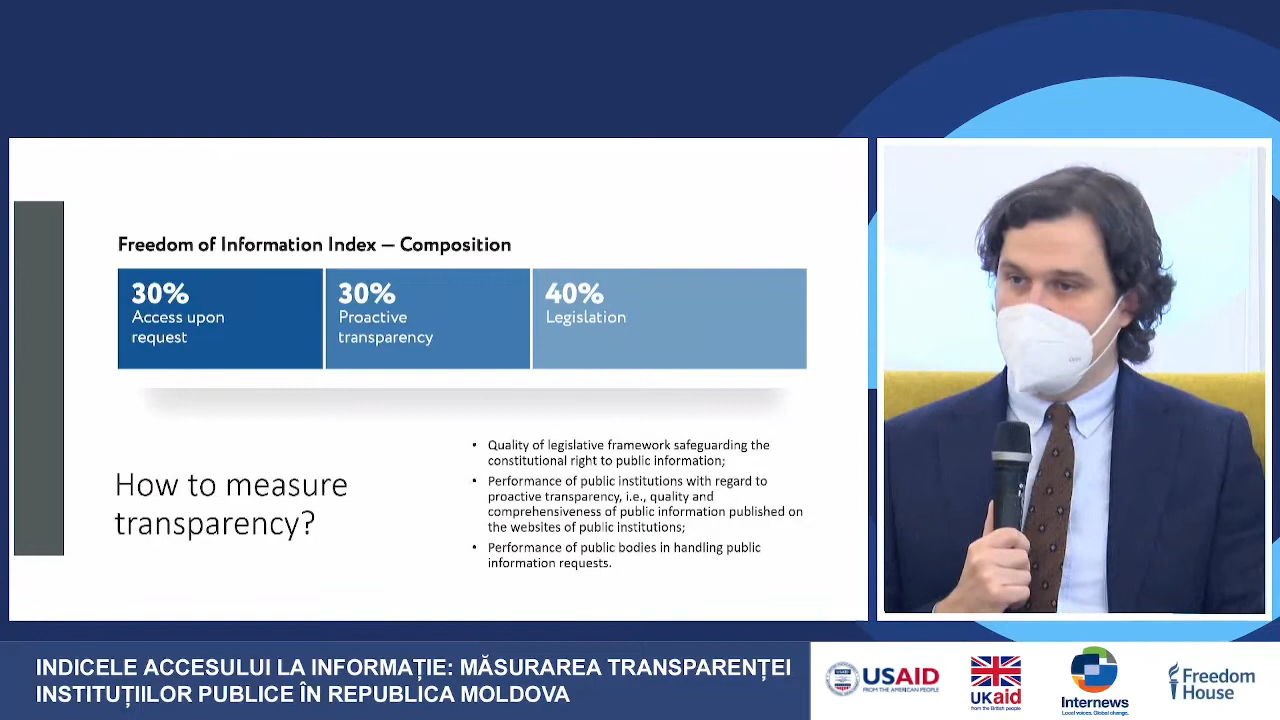 Freedom of Information Index — Composition
30%
Access upon
request
30%
Proactive
transparency
40%
Legislation
How to measure
transparency?
• Quality of legislative framework safeguarding the
constitutional right to public information;
• Performance of public institutions with regard to
proactive transparency, i.e., quality and
comprehensiveness of public information published on
the websites of public institutions;
• Performance of public bodies in handling public
information requests.
INDICELE ACCESULUI LA INFORMAȚIE: MĂSURAREA TRANSPARENȚEI
INSTITUȚIILOR PUBLICE ÎN REPUBLICA MOLDOVA
USAID
FROM THE AMERICAN PEOPLE
UKaid
from the British people
Internews
Local voices. Global change.
Freedom
House